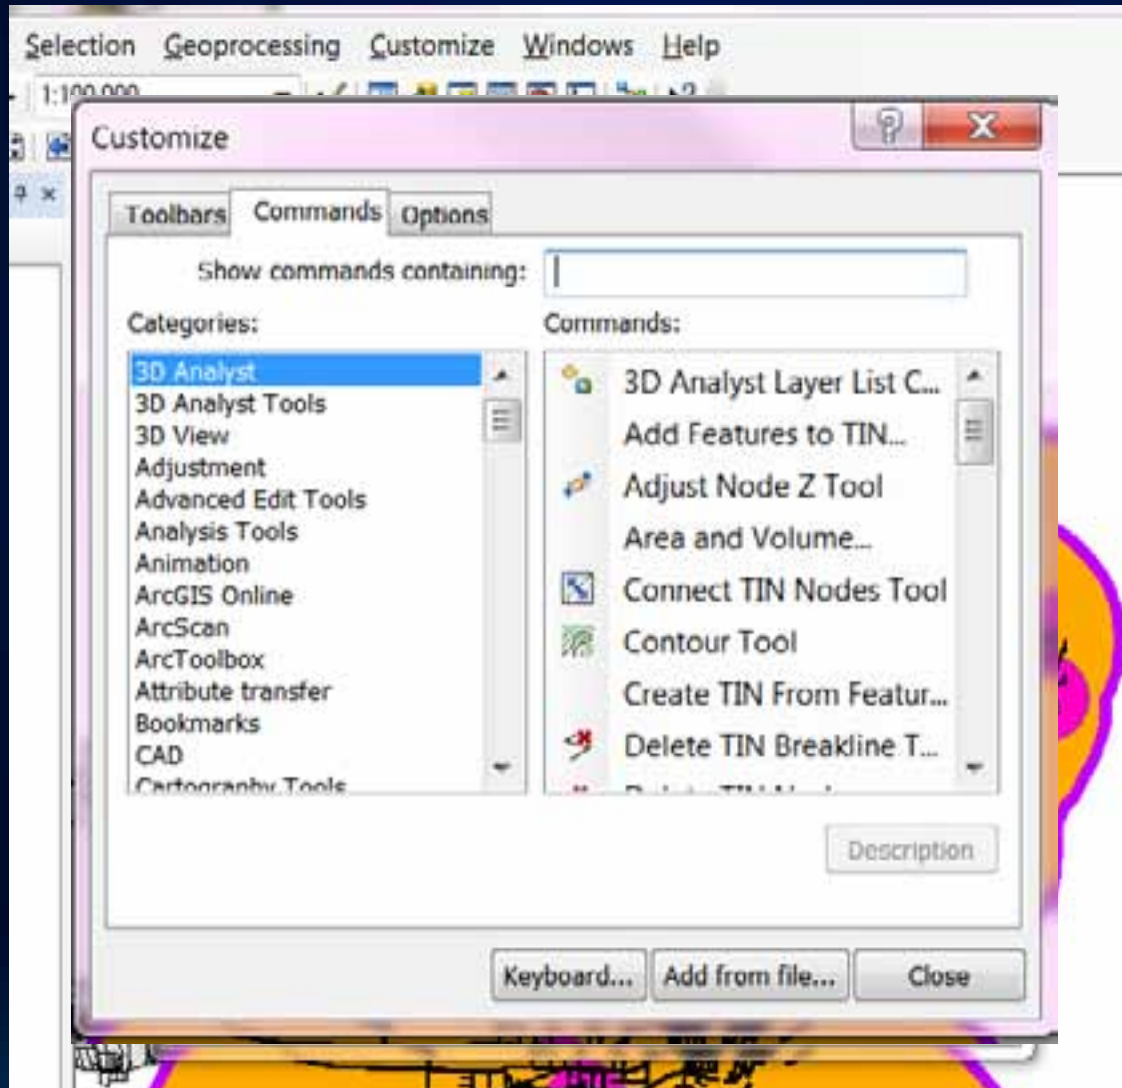 Selection Geoprocessing Customize Windows Help
1:100,000
Customize
Toolbars Commands Options
Show commands containing:
Categories:
3D Analyst
3D Analyst Tools
3D View
Adjustment
Advanced Edit Tools
Analysis Tools
Animation
ArcGIS Online
ArcScan
ArcToolbox
Attribute transfer
Bookmarks
CAD
Cartography Tools
Commands:
3D Analyst Layer List C...
Add Features to TIN...
Adjust Node Z Tool
Area and Volume...
Connect TIN Nodes Tool
Contour Tool
Create TIN From Featur...
Delete TIN Breakline T...
Description
Keyboard... Add from file... Close